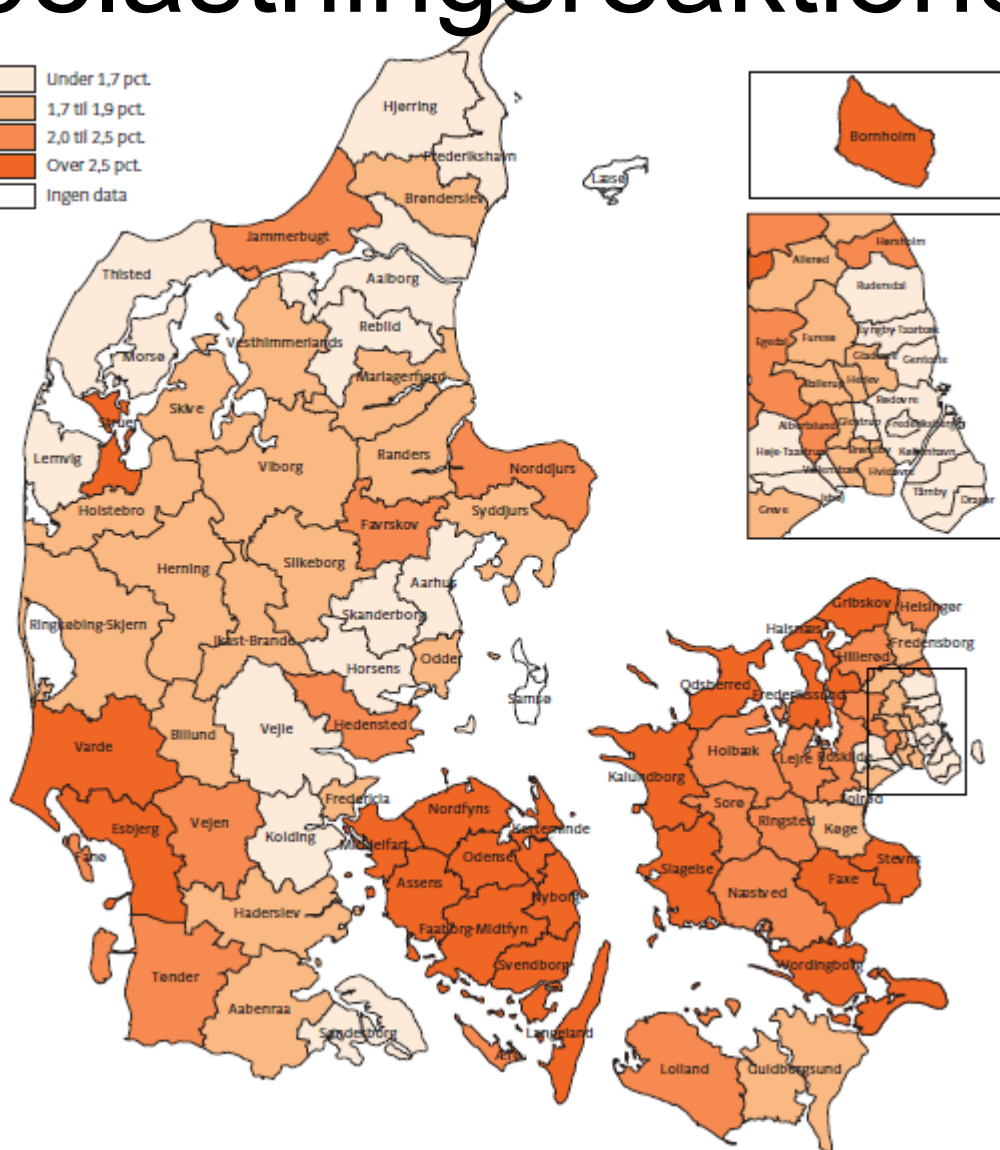 belastningsreaktione
Under 1,7 pct.
1,7 til 1,9 pct.
2,0 til 2,5 pct.
Over 2,5 pct.
Ingen data
Hjørring
Frederikshavn
Læsø
Brønderslev
Jammerbugt
Thisted
Aalborg
Rebild
Morsø
Vesthimmerlands
Mariagerfjord
Skive
Struer
Lemvig
Viborg
Randers
Norddjurs
Holstebro
Favrskov
Syddjurs
Herning
Silkeborg
Aarhus
Skanderborg
Ringkøbing-Skjern
Ikast-Brande
Odder
Horsens
Samsø
Hedensted
Billund
Vejle
Varde
Fredericia
Vejen
Esbjerg
Kolding
Fanø
Middelfart
Nordfyns
Kerteminde
Odense
Assens
Nyborg
Haderslev
Faaborg-Midtfyn
Svendborg
Tønder
Aabenraa
Sønderborg
Langeland
Ærø
Bornholm
Hørsholm
Allerød
Rudersdal
Egedal
Furesø
Lyngby-Taarbæk
Gladsaxe
Gentofte
Ballerup
Herlev
Rødovre
Albertslund
Glostrup
Frederiksberg
Høje-Taastrup
Brøndby
København
Vallensbæk
Hvidovre
Ishøj
Tårnby
Dragør
Greve
Gribskov
Helsingør
Halsnæs
Fredensborg
Hillerød
Odsherred
Frederikssund
Holbæk
Lejre
Roskilde
Kalundborg
Solrød
Sorø
Ringsted
Køge
Slagelse
Stevns
Faxe
Næstved
Vordingborg
Lolland
Guldborgsund